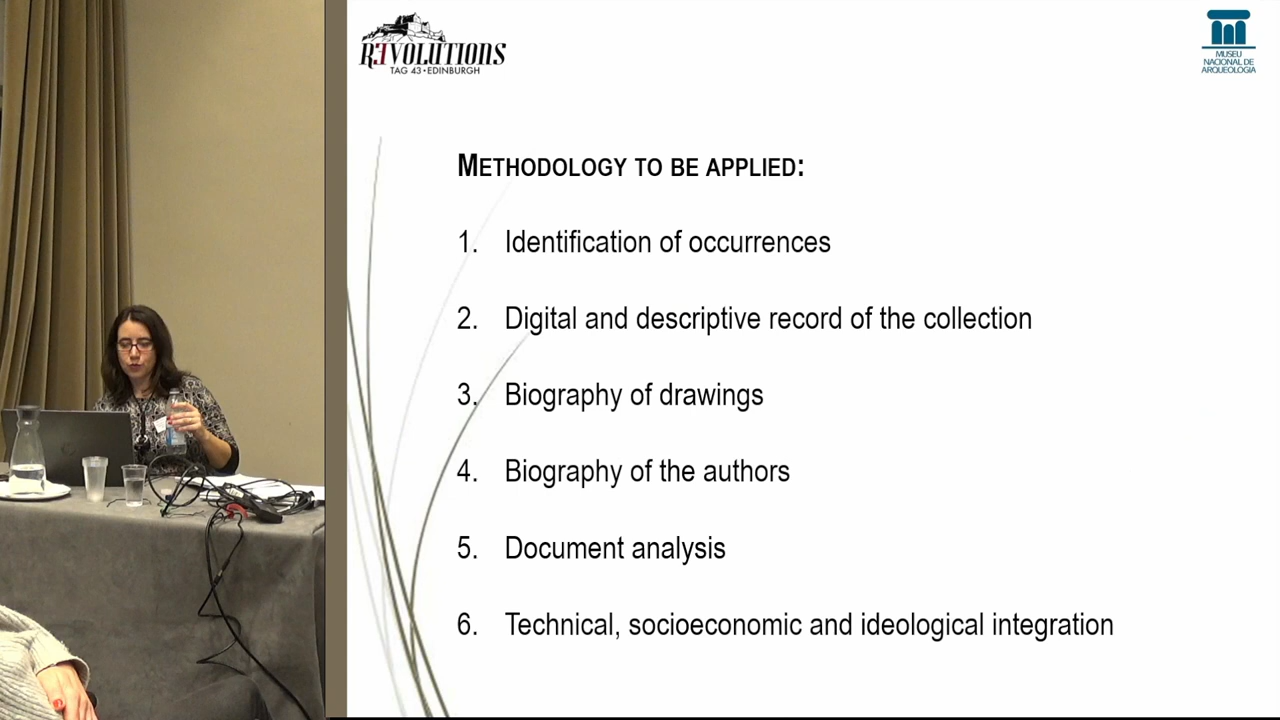 REVOLUTIONS
TAG 43 • EDINBURGH
MUSEU
NACIONAL DE
ARQUEOLOGIA
METHODOLOGY TO BE APPLIED:
1. Identification of occurrences
2. Digital and descriptive record of the collection
3. Biography of drawings
4. Biography of the authors
5. Document analysis
6. Technical, socioeconomic and ideological integration